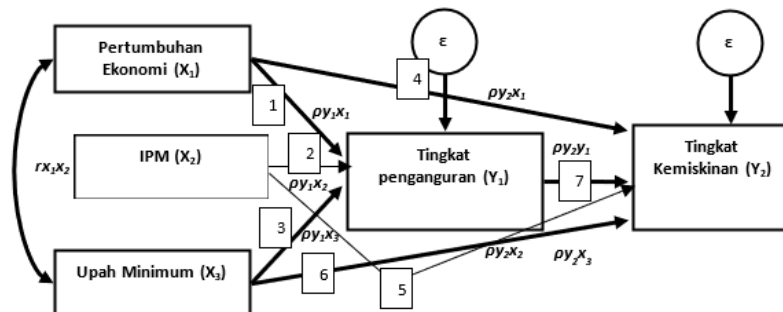 Pertumbuhan
Ekonomi (X₁)
ε
ε
4
1
ρy₂x₁
ρy₁x₁
IPM (X₂)
2
rx₁x₂
ρy₁x₂
Tingkat
penganguran (Y₁)
ρy₂y₁
7
Tingkat
Kemiskinan (Y₂)
3
ρy₁x₃
Upah Minimum (X₃)
6
5
ρy₂x₂
ρy₂x₃